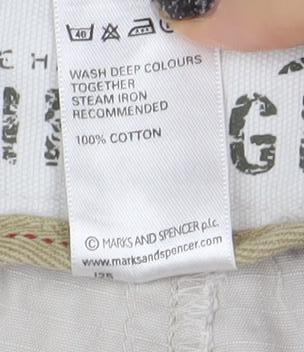 40
WASH DEEP COLOURS
TOGETHER
STEAM IRON
RECOMMENDED
100% COTTON
© MARKS AND SPENCER p.l.c.
www.marksandspencer.com